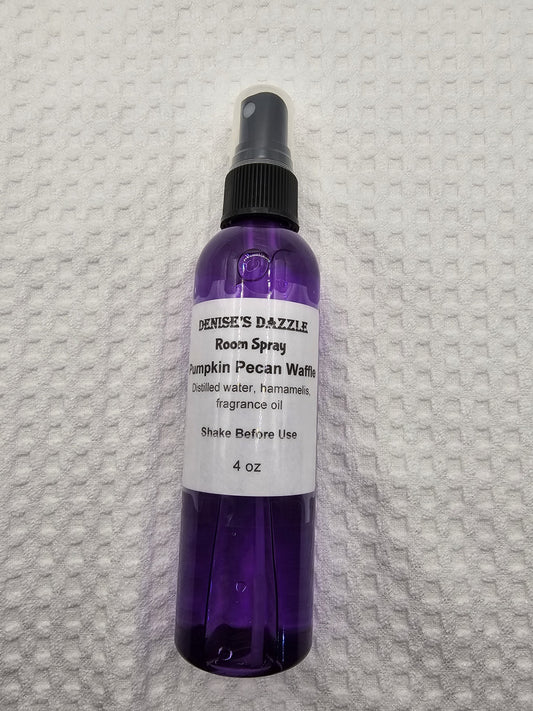 DENISE'S DAZZLE
Room Spray
Pumpkin Pecan Waffle
Distilled water, hamamelis,
fragrance oil
Shake Before Use
4 oz